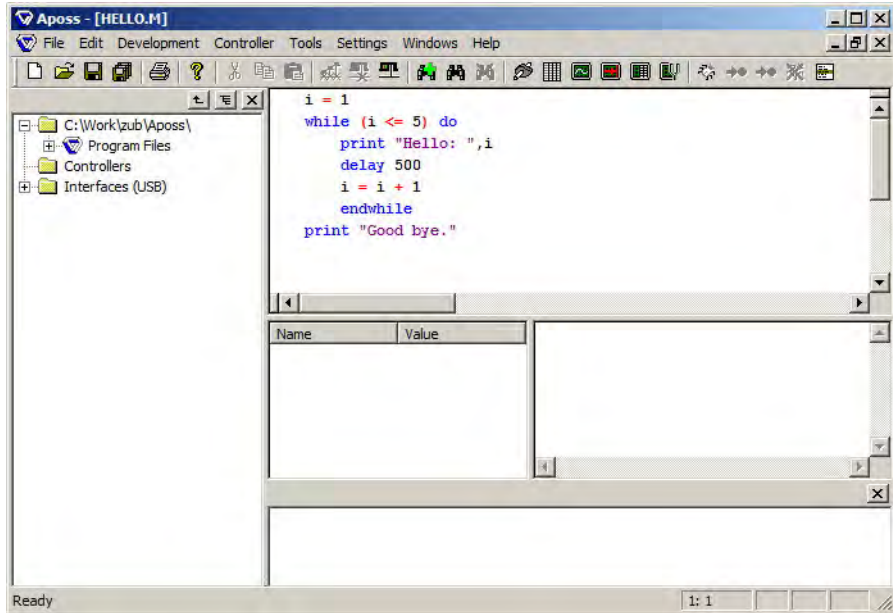 Aposs - [HELLO.M]
File Edit Development Controller Tools Settings Windows Help
C:\Work\zub\Aposs\
Program Files
Controllers
Interfaces (USB)
i = 1
while (i <= 5) do
print "Hello: ",i
delay 500
i = i + 1
endwhile
print "Good bye."
Name Value
Ready 1: 1